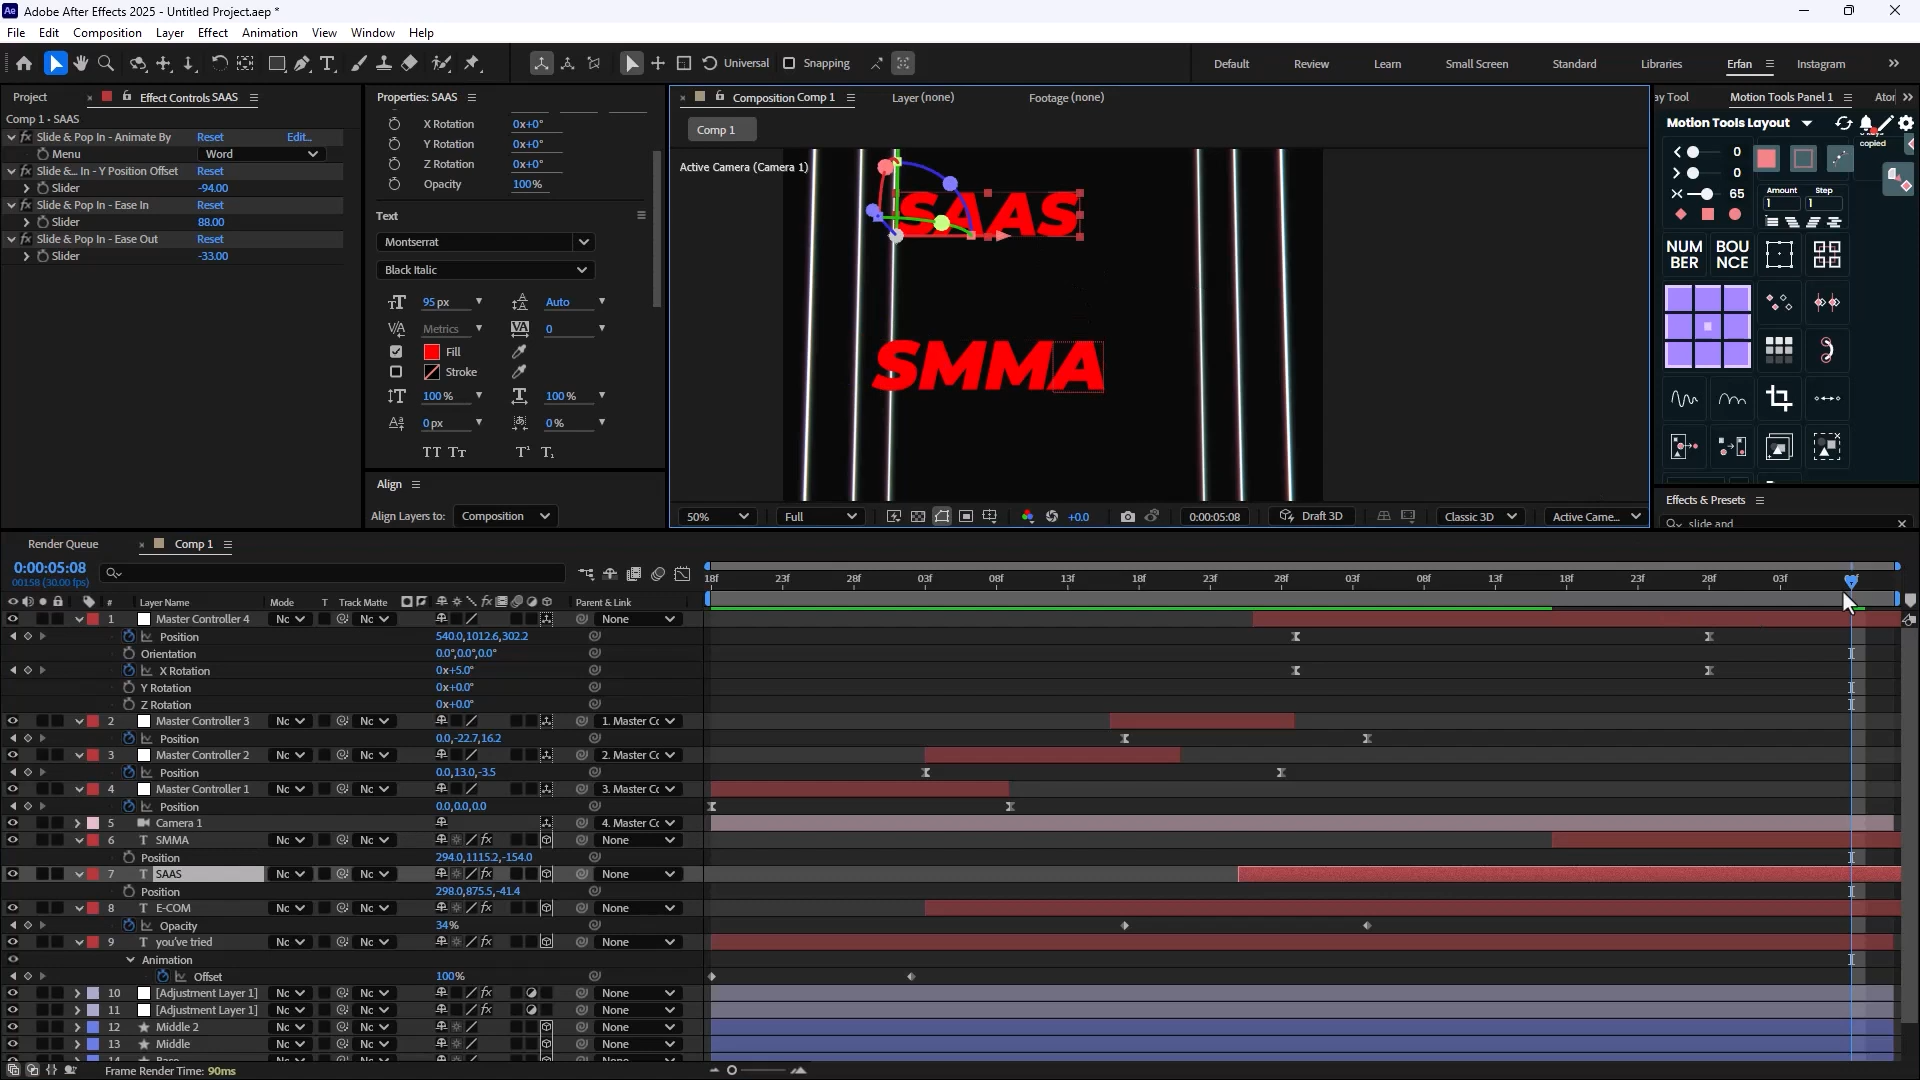 Ae Adobe After Effects 2025 - Untitled Project.aep *
File Edit Composition Layer Effect Animation View Window Help
Universal Snapping Default Review Learn Small Screen Standard Libraries Erfan Instagram
Project Effect Controls SAAS
Comp 1 • SAAS
Slide & Pop In - Animate By Reset Edit...
Menu Word
Slide &... In - Y Position Offset Reset
Slider -94.00
Slide & Pop In - Ease In Reset
Slider 88.00
Slide & Pop In - Ease Out Reset
Slider -33.00
Properties: SAAS
X Rotation 0x+0°
Y Rotation 0x+0°
Z Rotation 0x+0°
Opacity 100%
Text
Montserrat
Black Italic
95 px Auto
Metrics 0
Fill
Stroke
100 % 100 %
0 px 0 %
Align
Align Layers to: Composition
Composition Comp 1 Layer (none) Footage (none)
Comp 1
Active Camera (Camera 1)
SAAS
SMMA
50% Full +0.0 0:00:05:08 Draft 3D Classic 3D Active Came...
ay Tool Motion Tools Panel 1 Ator
Motion Tools Layout
copied
0
0
65
Amount Step
1 1
NUM BOU
BER NCE
Effects & Presets
slide and
Render Queue Comp 1
0:00:05:08
00158 (30.00 fps)
18f 23f 28f 03f 08f 13f 18f 23f 28f 03f 08f 13f 18f 23f 28f 03f
# Layer Name Mode T Track Matte Parent & Link
1 Master Controller 4 Nc Nc None
Position 540.0,1012.6,302.2
Orientation 0.0°,0.0°,0.0°
X Rotation 0x+5.0°
Y Rotation 0x+0.0°
Z Rotation 0x+0.0°
2 Master Controller 3 Nc Nc 1. Master Cc
Position 0.0,-22.7,16.2
3 Master Controller 2 Nc Nc 2. Master Cc
Position 0.0,13.0,-3.5
4 Master Controller 1 Nc Nc 3. Master Cc
Position 0.0,0.0,0.0
5 Camera 1 4. Master Cc
6 T SMMA Nc Nc None
Position 294.0,1115.2,-154.0
7 T SAAS Nc Nc None
Position 298.0,875.5,-41.4
8 T E-COM Nc Nc None
Opacity 34%
9 T you've tried Nc Nc None
Animation
Offset 100%
10 [Adjustment Layer 1] Nc Nc None
11 [Adjustment Layer 1] Nc Nc None
12 Middle 2 Nc Nc None
13 Middle Nc Nc None
Frame Render Time: 90ms